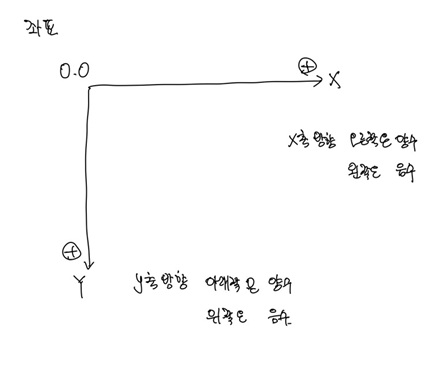 좌표
0.0
⊕
X
X축 방향 오른쪽은 양수
왼쪽은 음수
⊕
Y
y축 방향 아래쪽은 양수
위쪽은 음수